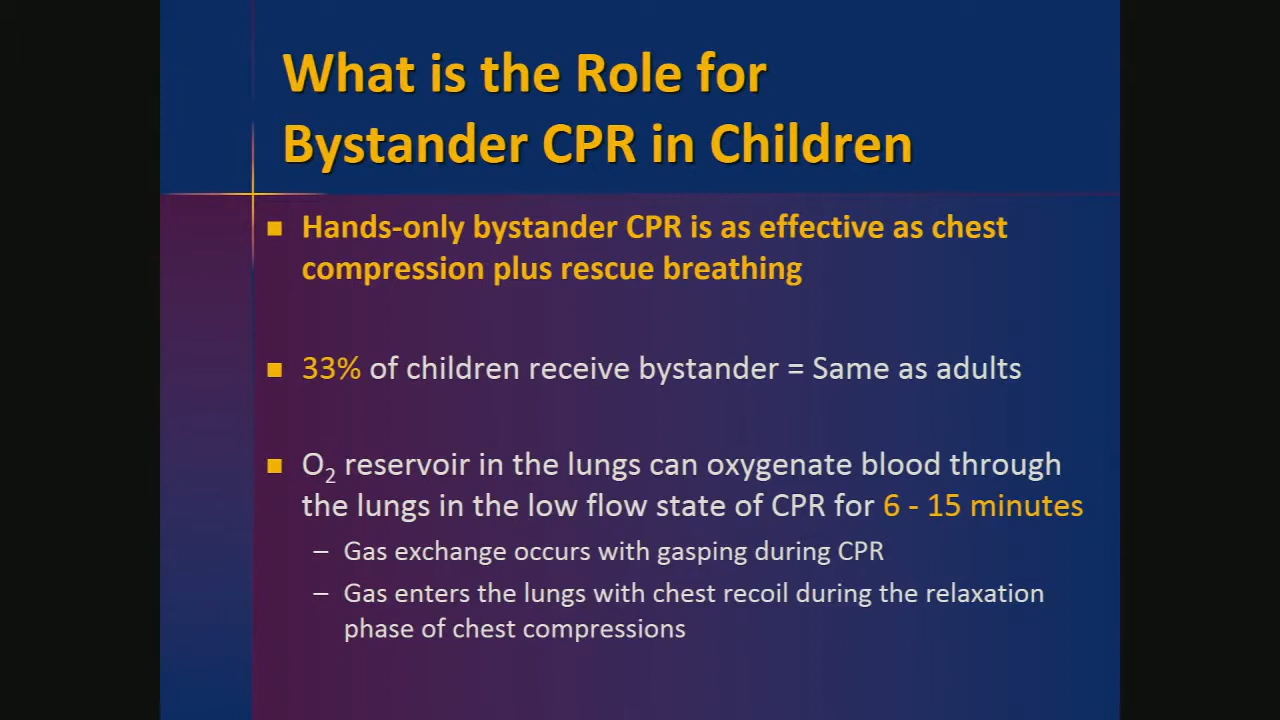 What is the Role for
Bystander CPR in Children
■ Hands-only bystander CPR is as effective as chest
compression plus rescue breathing
■ 33% of children receive bystander = Same as adults
■ O₂ reservoir in the lungs can oxygenate blood through
the lungs in the low flow state of CPR for 6 - 15 minutes
– Gas exchange occurs with gasping during CPR
– Gas enters the lungs with chest recoil during the relaxation
phase of chest compressions